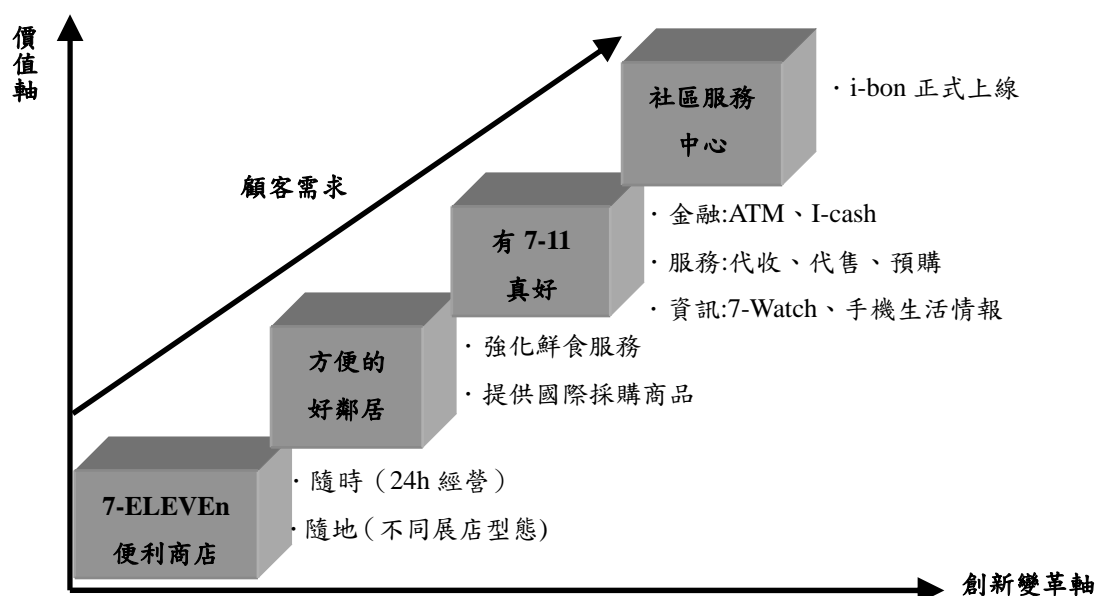 價
值
軸
社區服務
中心
·i-bon 正式上線
顧客需求
有 7-11
真好
·金融:ATM、I-cash
·服務:代收、代售、預購
·資訊:7-Watch、手機生活情報
方便的
好鄰居
·強化鮮食服務
·提供國際採購商品
7-ELEVEn
便利商店
·隨時（24h 經營）
·隨地(不同展店型態)
創新變革軸